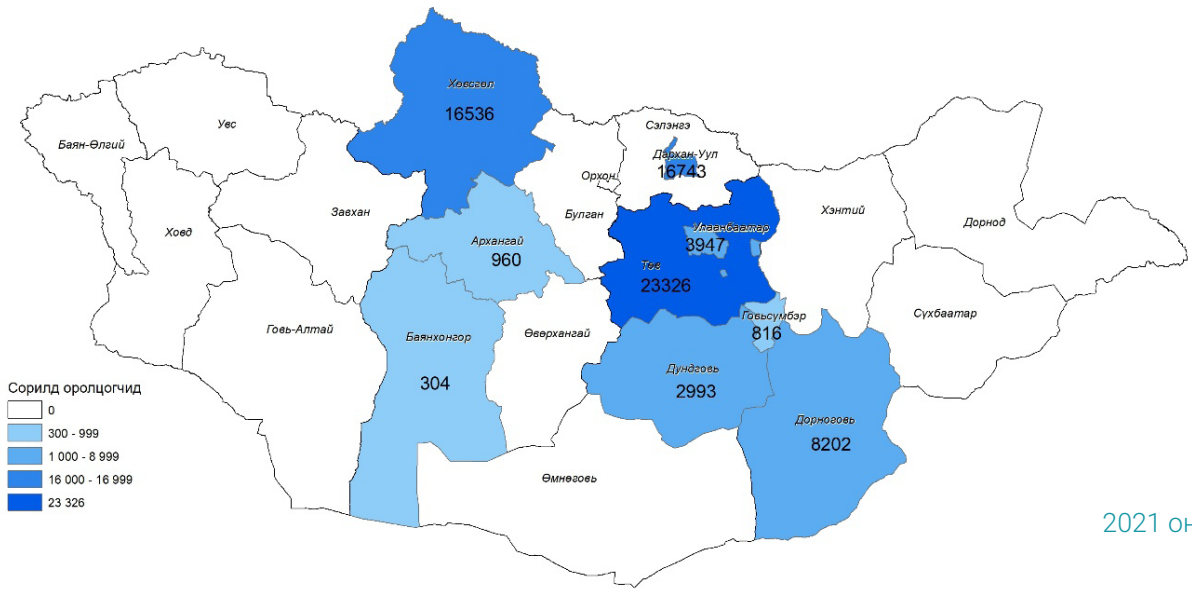 Хөвсгөл
16536
Увс
Сэлэнгэ
Баян-Өлгий
Дархан-Уул
16743
Орхон
Завхан
Булган
Хэнтий
Дорнод
Ховд
Архангай
960
Улаанбаатар
3947
Төв
23326
Говь-Алтай
Баянхонгор
304
Өвөрхангай
Говьсүмбэр
816
Сүхбаатар
Дундговь
2993
Дорноговь
8202
Өмнөговь
Сорилд оролцогчид
0
300 - 999
1 000 - 8 999
16 000 - 16 999
23 326
2021 он